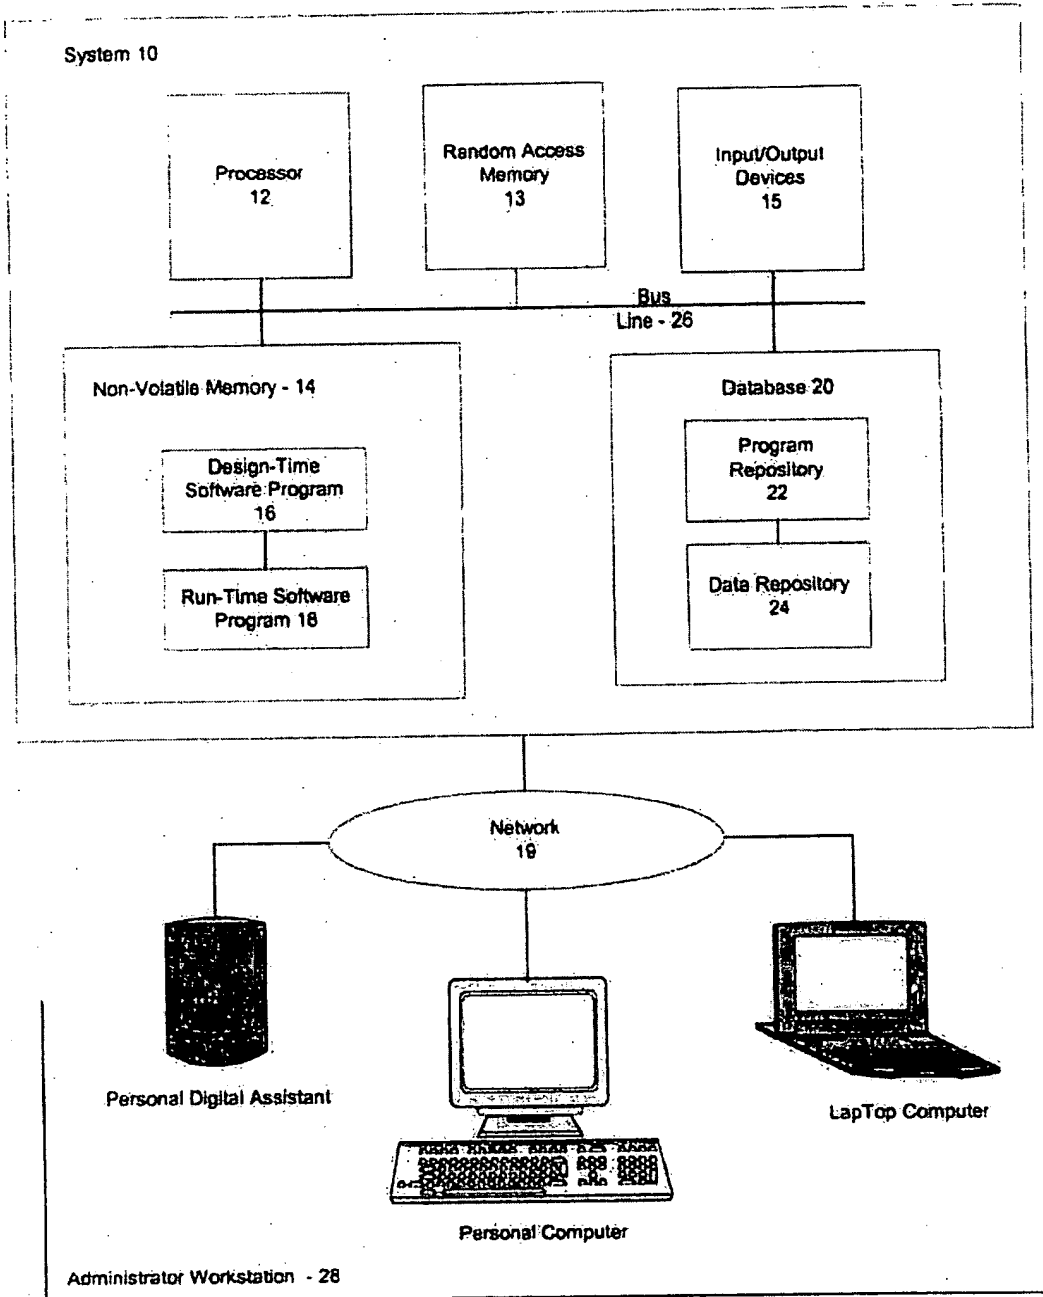 System 10
Processor
12
Random Access
Memory
13
Input/Output
Devices
15
Bus
Line - 26
Non-Volatile Memory - 14
Database 20
Design-Time
Software Program
16
Program
Repository
22
Run-Time Software
Program 18
Data Repository
24
Network
19
Personal Digital Assistant
LapTop Computer
Personal Computer
Administrator Workstation - 28